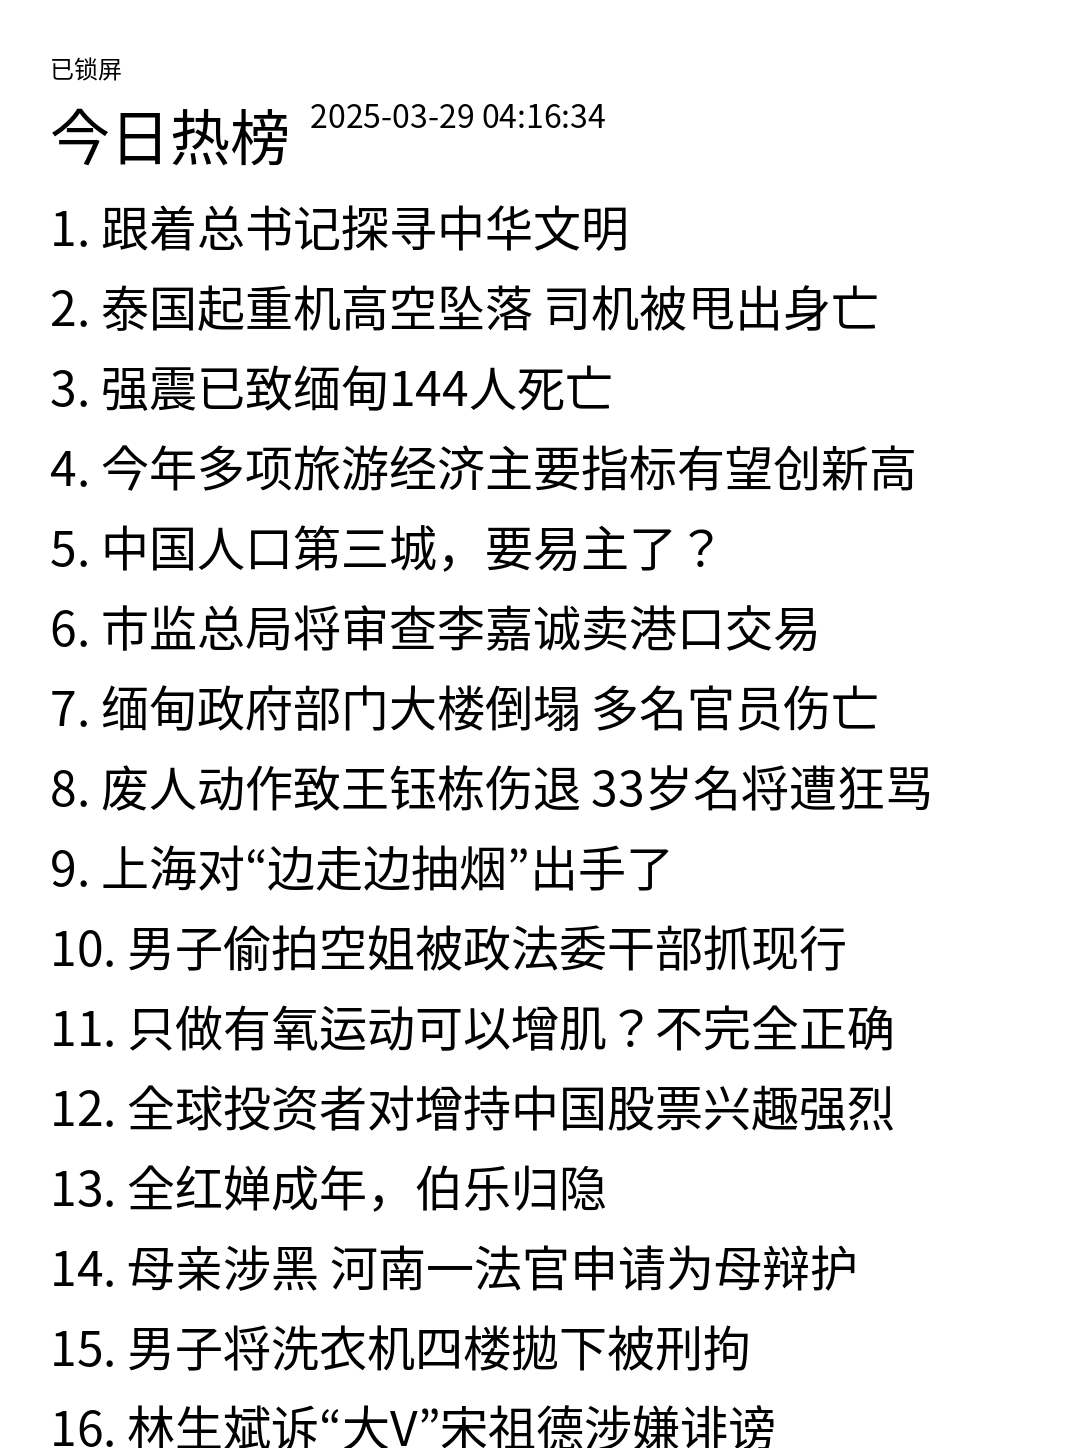 已锁屏
今日热榜 2025-03-29 04:16:34
1. 跟着总书记探寻中华文明
2. 泰国起重机高空坠落 司机被甩出身亡
3. 强震已致缅甸144人死亡
4. 今年多项旅游经济主要指标有望创新高
5. 中国人口第三城，要易主了？
6. 市监总局将审查李嘉诚卖港口交易
7. 缅甸政府部门大楼倒塌 多名官员伤亡
8. 废人动作致王钰栋伤退 33岁名将遭狂骂
9. 上海对“边走边抽烟”出手了
10. 男子偷拍空姐被政法委干部抓现行
11. 只做有氧运动可以增肌？不完全正确
12. 全球投资者对增持中国股票兴趣强烈
13. 全红婵成年，伯乐归隐
14. 母亲涉黑 河南一法官申请为母辩护
15. 男子将洗衣机四楼拋下被刑拘
16. 林生斌诉“大V”宋祖德涉嫌诽谤